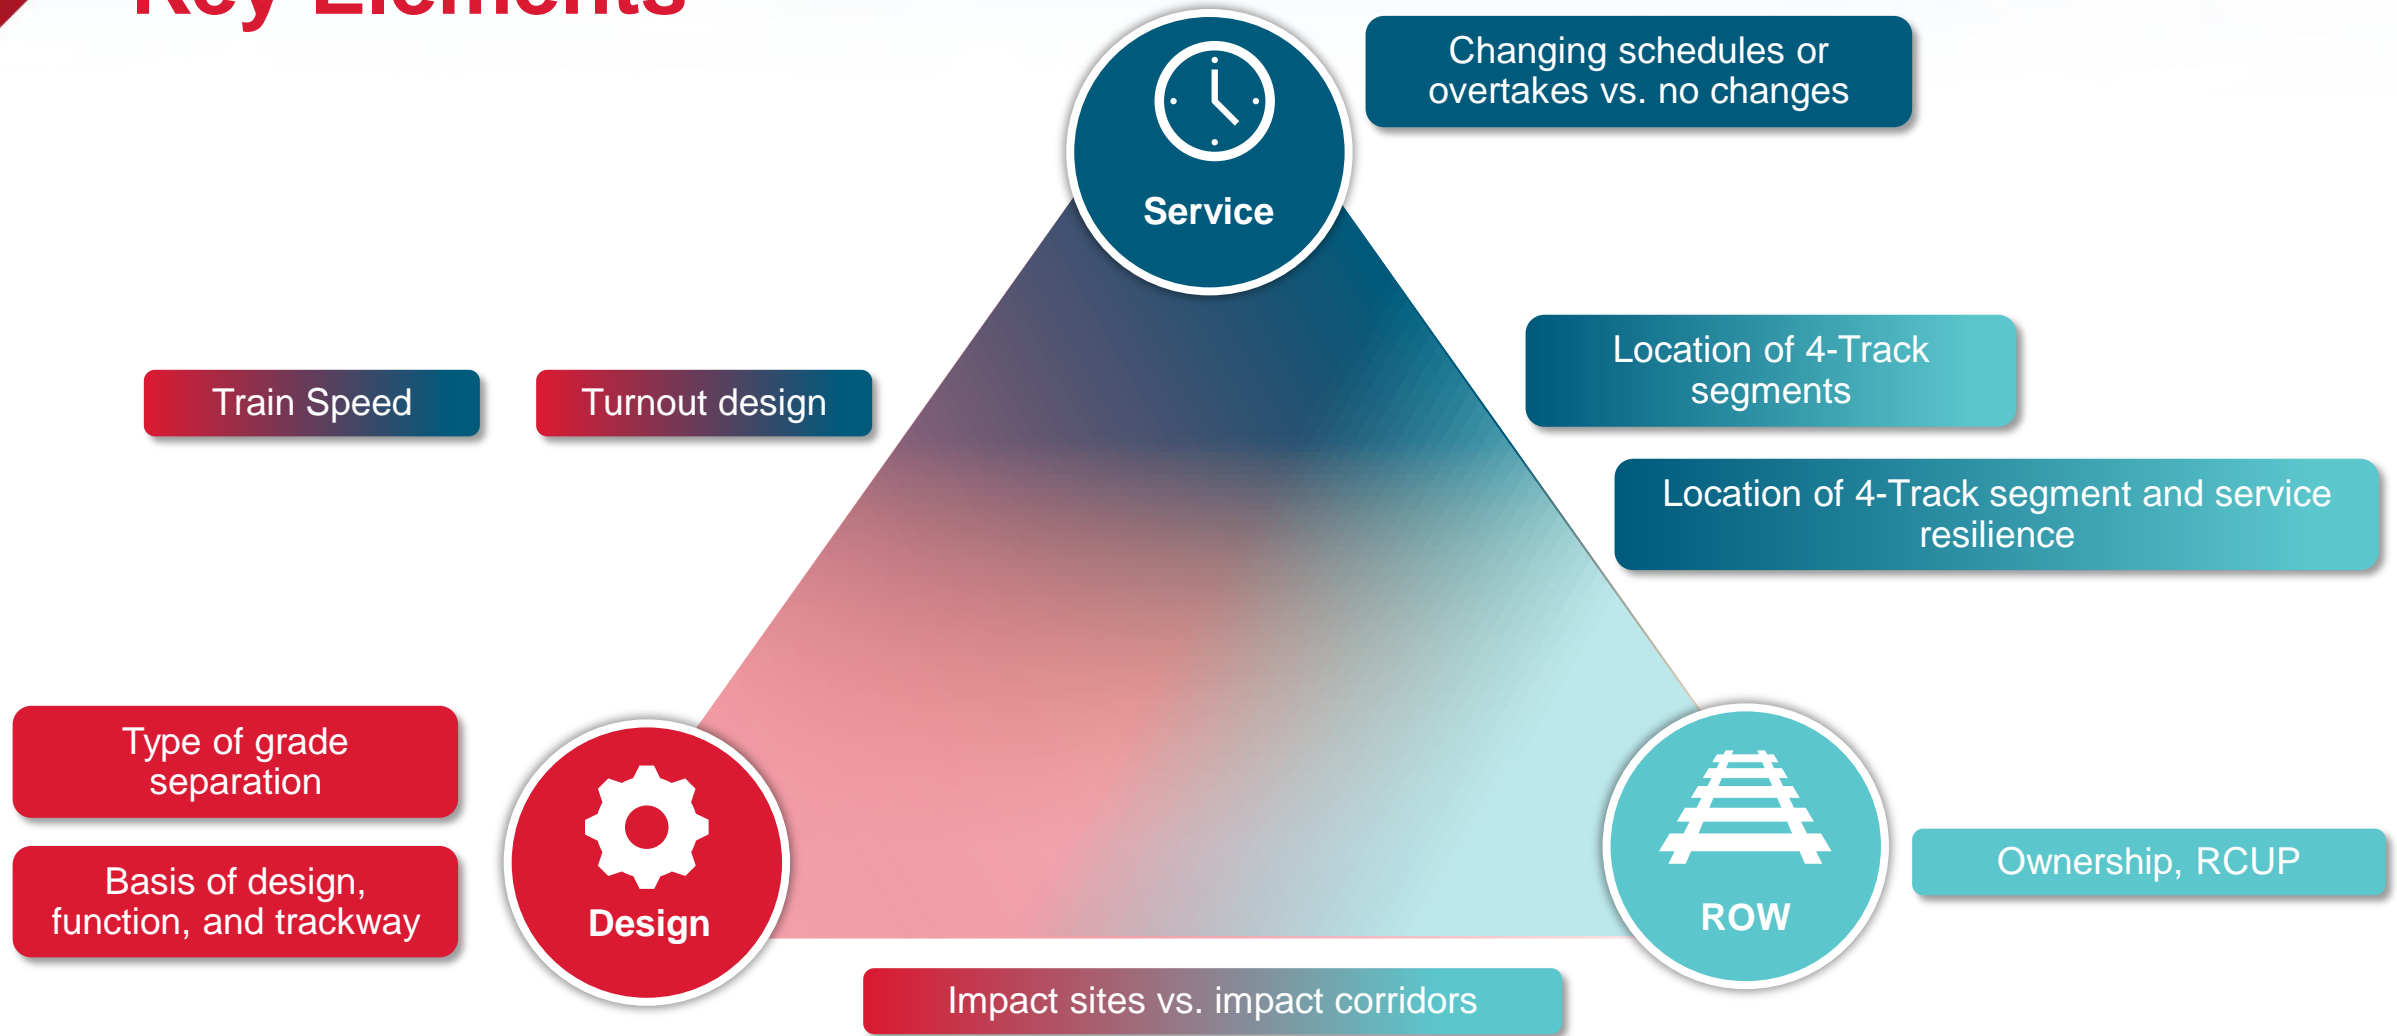 Key Elements
Changing schedules or
overtakes vs. no changes
Service
Location of 4-Track
segments
Train Speed
Turnout design
Location of 4-Track segment and service
resilience
Type of grade
separation
Basis of design,
function, and trackway
Design
ROW
Ownership, RCUP
Impact sites vs. impact corridors